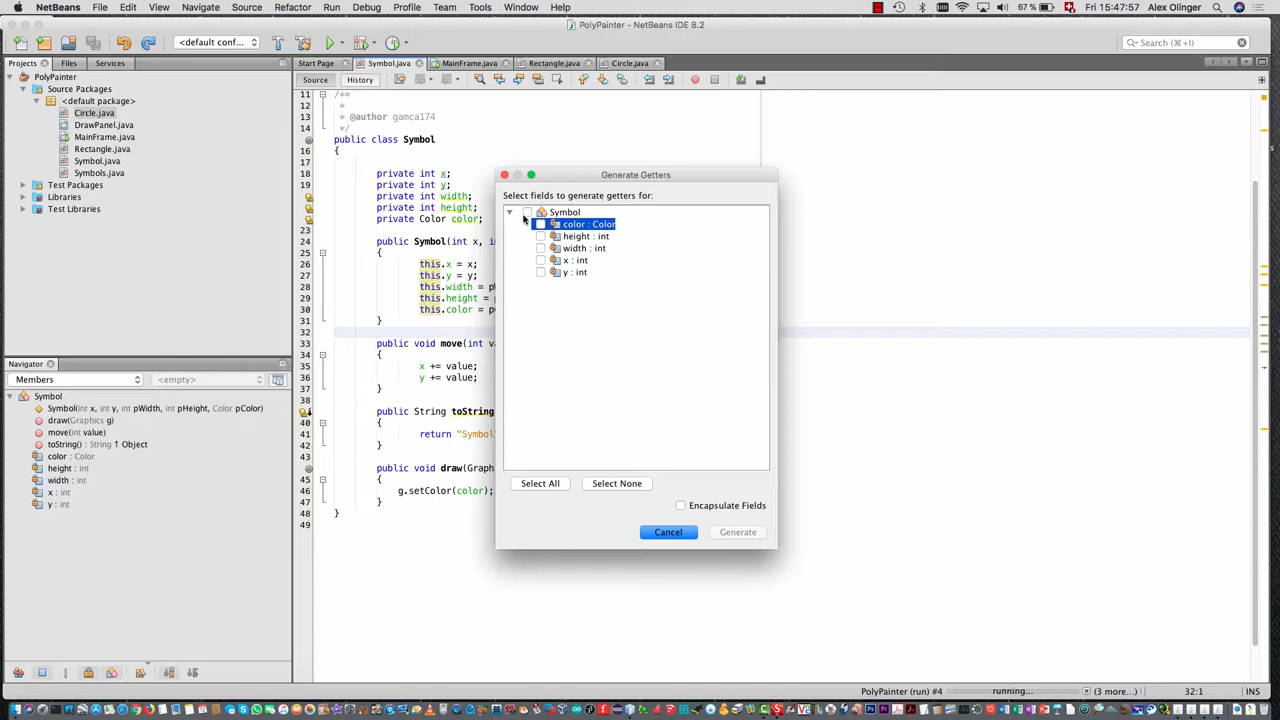 NetBeans File Edit View Navigate Source Refactor Run Debug Profile Team Tools Window Help 67 % Fri 15:47:57 Alex Olinger
PolyPainter - NetBeans IDE 8.2
<default conf... Search (⌘+I)
Projects Files Services Start Page Symbol.java MainFrame.java Rectangle.java Circle.java
PolyPainter
Source Packages
<default package>
Circle.java
DrawPanel.java
MainFrame.java
Rectangle.java
Symbol.java
Symbols.java
Test Packages
Libraries
Test Libraries
Navigator
Members <empty>
Symbol
Symbol(int x, int y, int pWidth, int pHeight, Color pColor)
draw(Graphics g)
move(int value)
toString() : String ↑ Object
color : Color
height : int
width : int
x : int
y : int
Source History
11 /**
12 *
13 * @author gamca174
14 */
public class Symbol
16 {
17
18 private int x;
19 private int y;
private int width;
private int height;
private Color color;
23
24 public Symbol(int x, in
25 {
26 this.x = x;
27 this.y = y;
28 this.width = pW
29 this.height = p
30 this.color = p
31 }
32
33 public void move(int va
34 {
35 x += value;
36 y += value;
37 }
38
public String toString
40 {
41 return "Symbol"
42 }
43
public void draw(Graph
45 {
46 g.setColor(color);
47 }
48 }
49
Generate Getters
Select fields to generate getters for:
Symbol
color : Color
height : int
width : int
x : int
y : int
Select All Select None
Encapsulate Fields
Cancel Generate
PolyPainter (run) #4 running... (3 more...) 32:1 INS